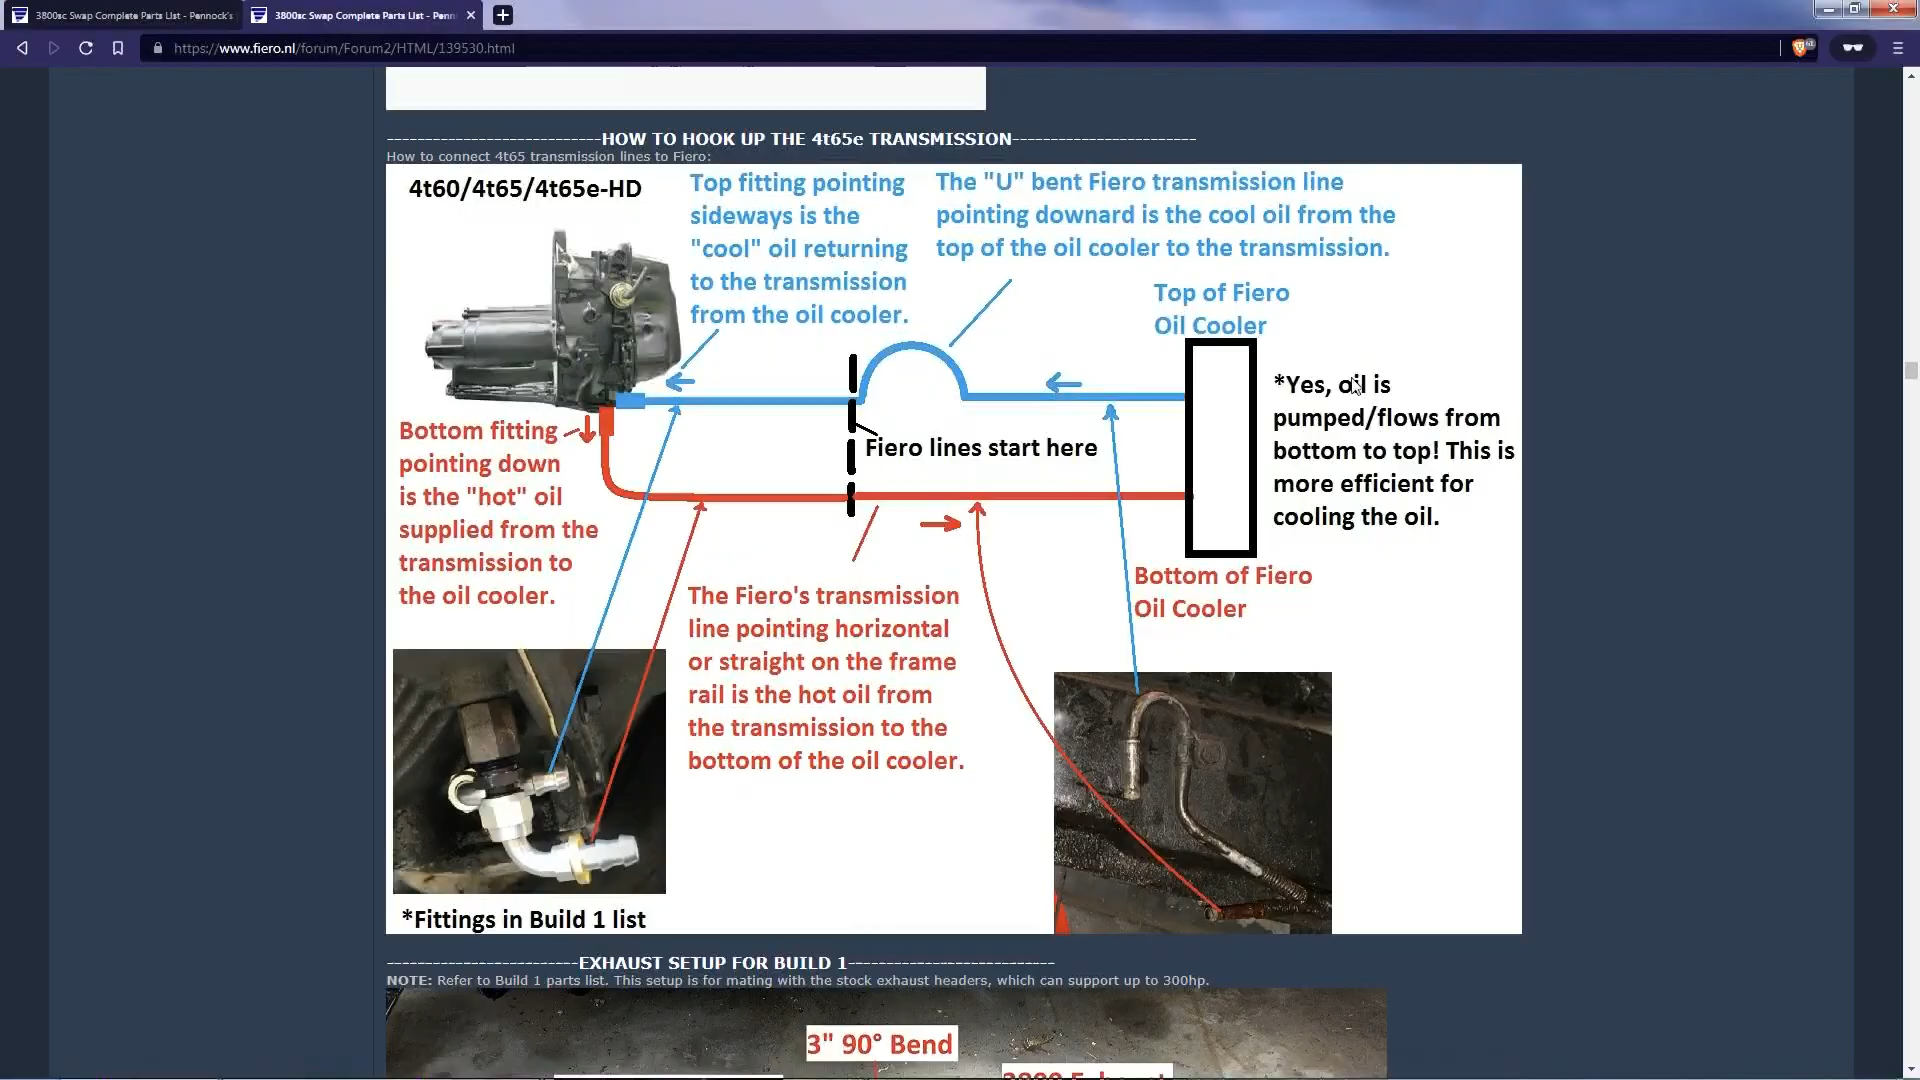 3800sc Swap Complete Parts List - Pennock's
3800sc Swap Complete Parts List - Penn
https://www.fiero.nl/forum/Forum2/HTML/139530.html
----------------------------HOW TO HOOK UP THE 4t65e TRANSMISSION------------------------
How to connect 4t65 transmission lines to Fiero:
4t60/4t65/4t65e-HD
Top fitting pointing
sideways is the
"cool" oil returning
to the transmission
from the oil cooler.
The "U" bent Fiero transmission line
pointing downard is the cool oil from the
top of the oil cooler to the transmission.
Top of Fiero
Oil Cooler
*Yes, oil is
pumped/flows from
bottom to top! This is
more efficient for
cooling the oil.
Bottom fitting
pointing down
is the "hot" oil
supplied from the
transmission to
the oil cooler.
Fiero lines start here
Bottom of Fiero
Oil Cooler
The Fiero's transmission
line pointing horizontal
or straight on the frame
rail is the hot oil from
the transmission to the
bottom of the oil cooler.
*Fittings in Build 1 list
-------------------------EXHAUST SETUP FOR BUILD 1---------------------------
NOTE: Refer to Build 1 parts list. This setup is for mating with the stock exhaust headers, which can support up to 300hp.
3" 90° Bend
3800 Exhaust